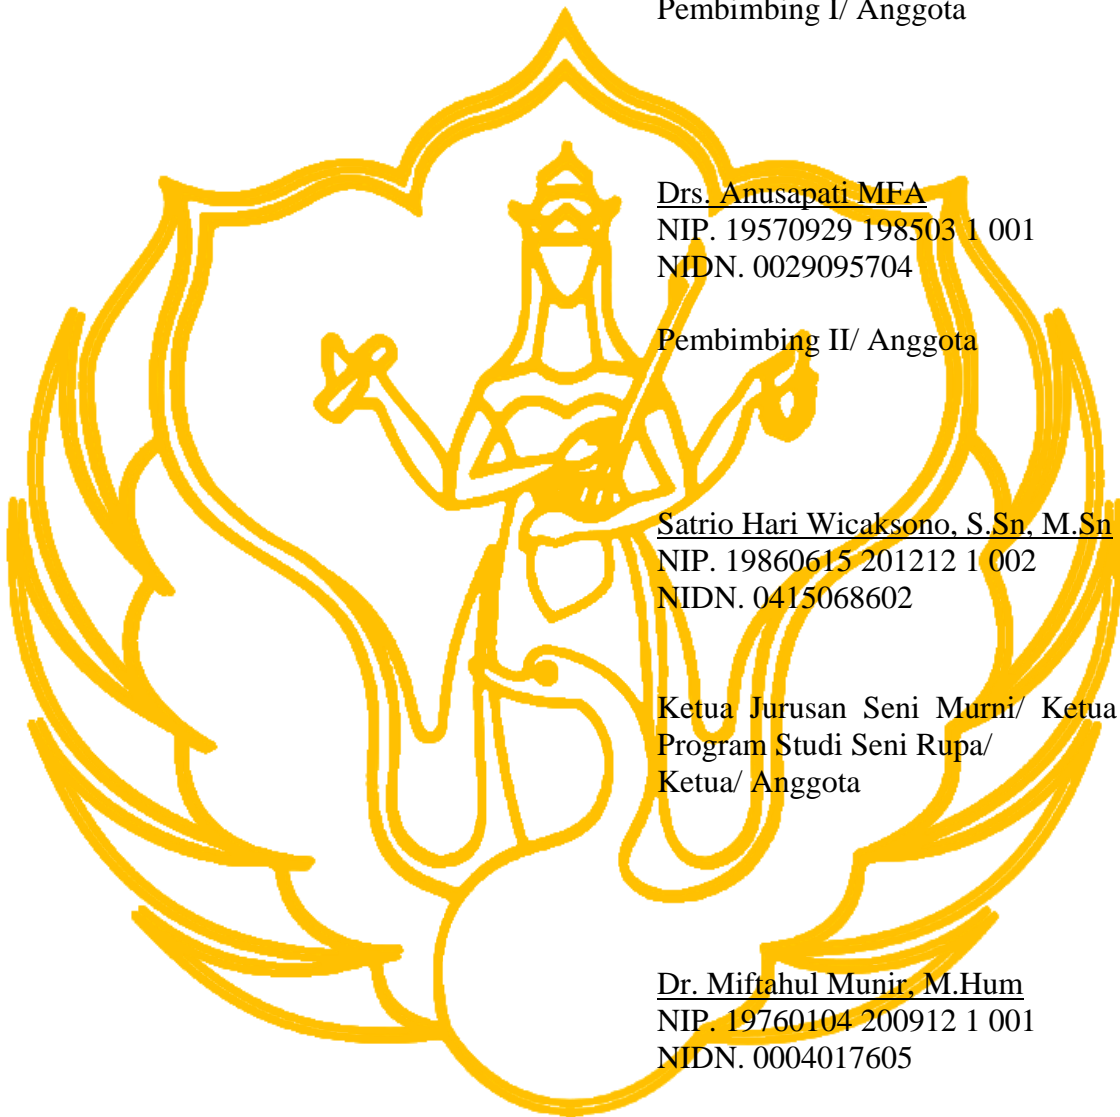 Pembimbing I/ Anggota
Drs. Anusapati MFA
NIP. 19570929 198503 1 001
NIDN. 0029095704
Pembimbing II/ Anggota
Satrio Hari Wicaksono, S.Sn, M.Sn
NIP. 19860615 201212 1 002
NIDN. 0415068602
Ketua Jurusan Seni Murni/ Ketua
Program Studi Seni Rupa/
Ketua/ Anggota
Dr. Miftahul Munir, M.Hum
NIP. 19760104 200912 1 001
NIDN. 0004017605